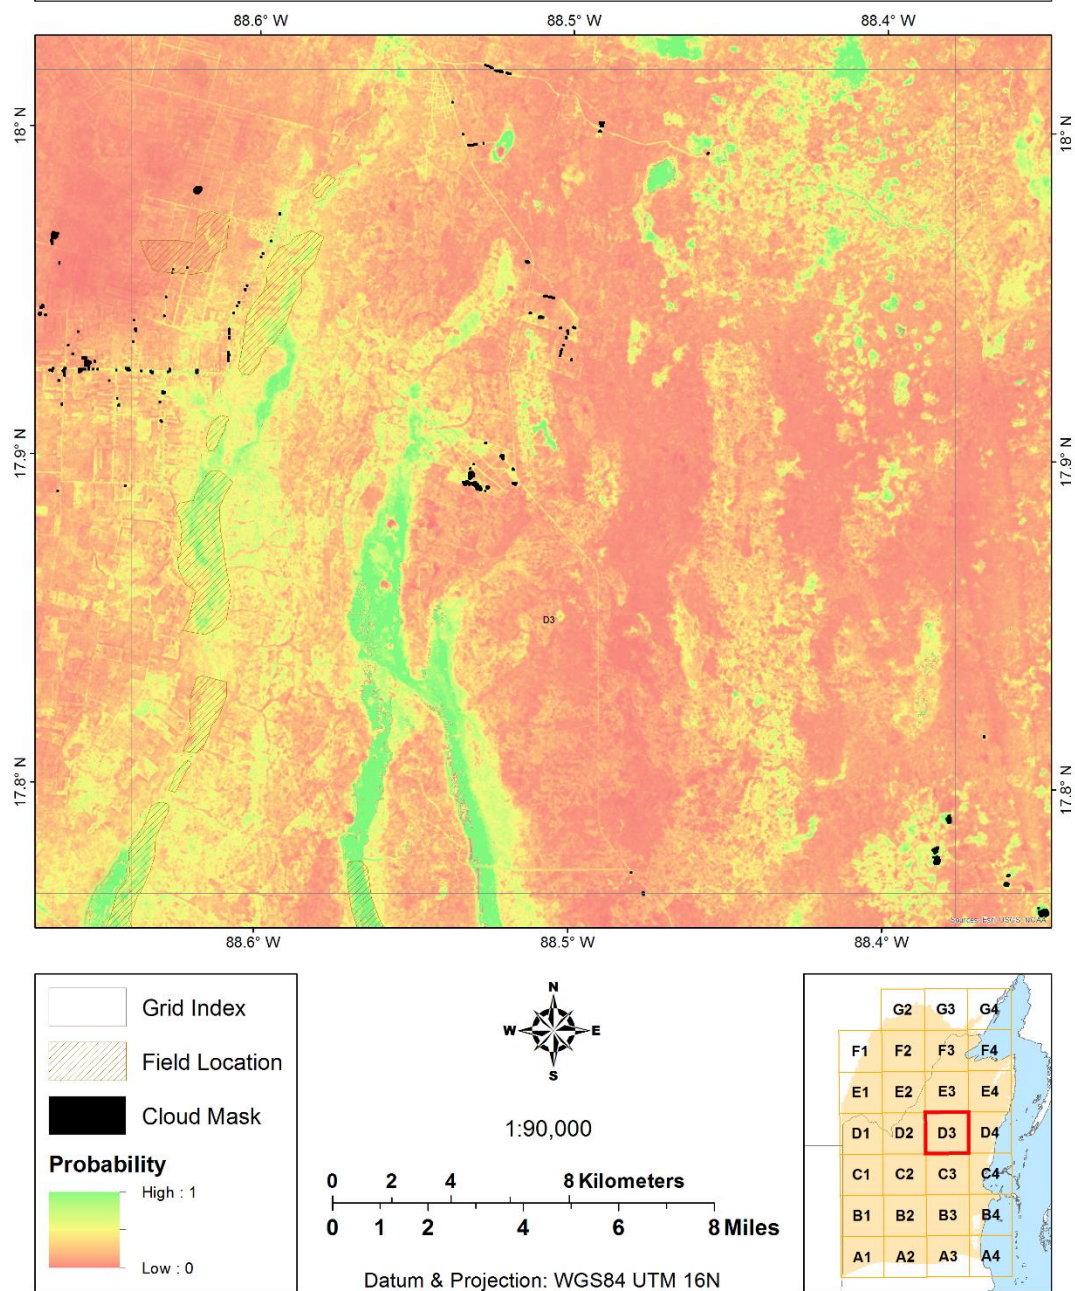 88.6° W 88.5° W 88.4° W
18° N 18° N
17.9° N 17.9° N
D3
17.8° N 17.8° N
Sources: Esri, USGS, NOAA
88.6° W 88.5° W 88.4° W
Grid Index
Field Location
Cloud Mask
Probability
High : 1
Low : 0
N
W E
S
1:90,000
0 2 4 8 Kilometers
0 1 2 4 6 8 Miles
Datum & Projection: WGS84 UTM 16N
G2 G3 G4
F1 F2 F3 F4
E1 E2 E3 E4
D1 D2 D3 D4
C1 C2 C3 C4
B1 B2 B3 B4
A1 A2 A3 A4